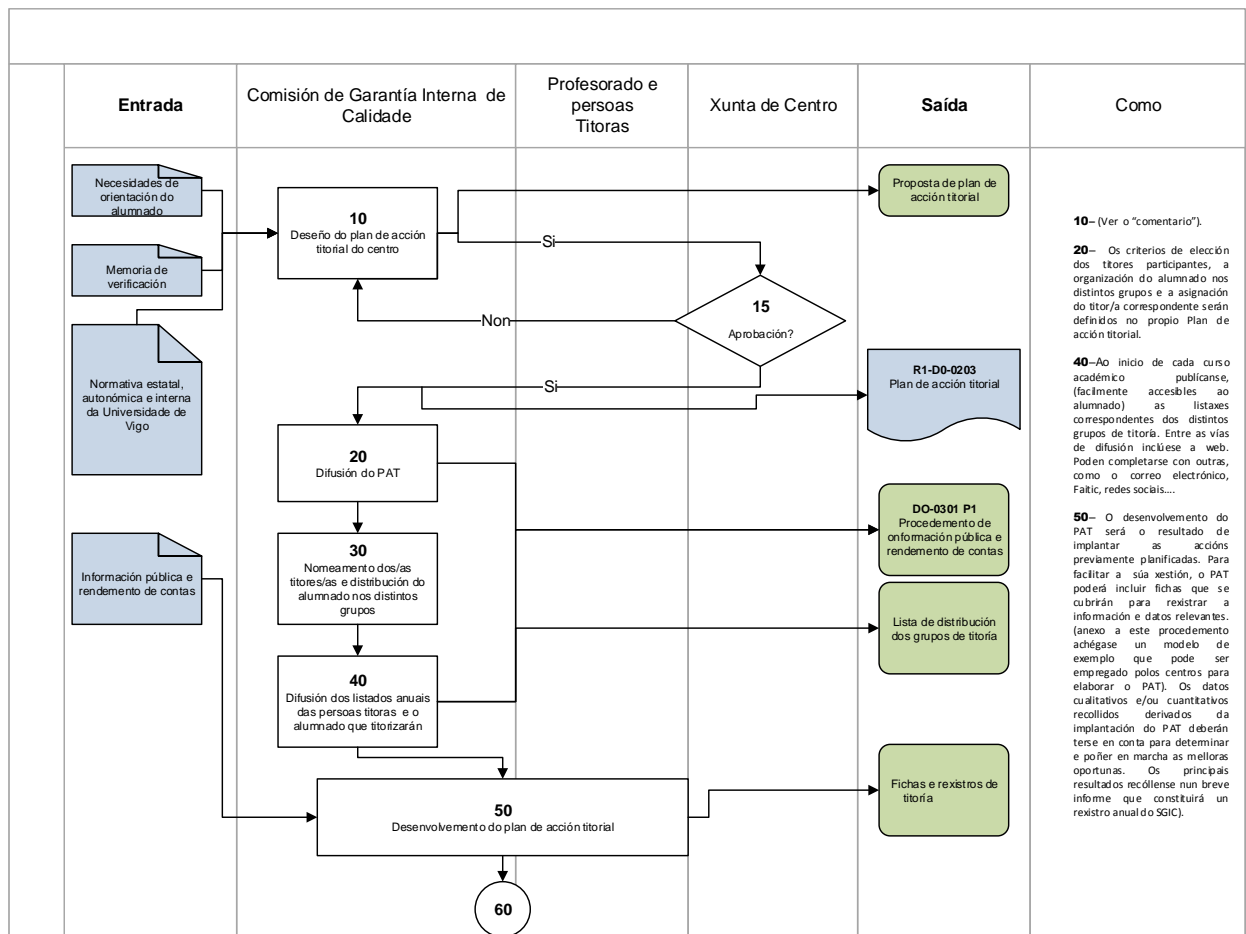 Entrada
Comisión de Garantía Interna de
Calidade
Profesorado e
persoas
Titoras
Xunta de Centro
Saída
Como
Necesidades de
orientación do
alumnado
Memoria de
verificación
Normativa estatal,
autonómica e interna
da Universidade de
Vigo
Información pública e
rendemento de contas
10
Deseño do plan de acción
titorial do centro
Si
15
Aprobación?
Non
Si
20
Difusión do PAT
30
Nomeamento dos/as
titores/as e distribución do
alumnado nos distintos
grupos
40
Difusión dos listados anuais
das persoas titoras e o
alumnado que titorizarán
50
Desenvolvemento do plan de acción titorial
60
Proposta de plan de
acción titorial
R1-D0-0203
Plan de acción titorial
DO-0301 P1
Procedemento de
onformación pública e
rendemento de contas
Lista de distribución
dos grupos de titoría
Fichas e rexistros de
titoría
10– (Ver o “comentario”).
20– Os criterios de elección
dos titores participantes, a
organización do alumnado nos
distintos grupos e a asignación
do titor/a correspondente serán
definidos no propio Plan de
acción titorial.
40–Ao inicio de cada curso
académico publícanse,
(facilmente accesibles ao
alumnado) as listaxes
correspondentes dos distintos
grupos de titoría. Entre as vías
de difusión inclúese a web.
Poden completarse con outras,
como o correo electrónico,
Faitic, redes sociais....
50– O desenvolvemento do
PAT será o resultado de
implantar as accións
previamente planificadas. Para
facilitar a súa xestión, o PAT
poderá incluir fichas que se
cubrirán para rexistrar a
información e datos relevantes.
(anexo a este procedemento
achégase un modelo de
exemplo que pode ser
empregado polos centros para
elaborar o PAT). Os datos
cualitativos e/ou cuantitativos
recollidos derivados da
implantación do PAT deberán
terse en conta para determinar
e poñer en marcha as melloras
oportunas. Os principais
resultados recóllense nun breve
informe que constituirá un
rexistro anual do SGIC).